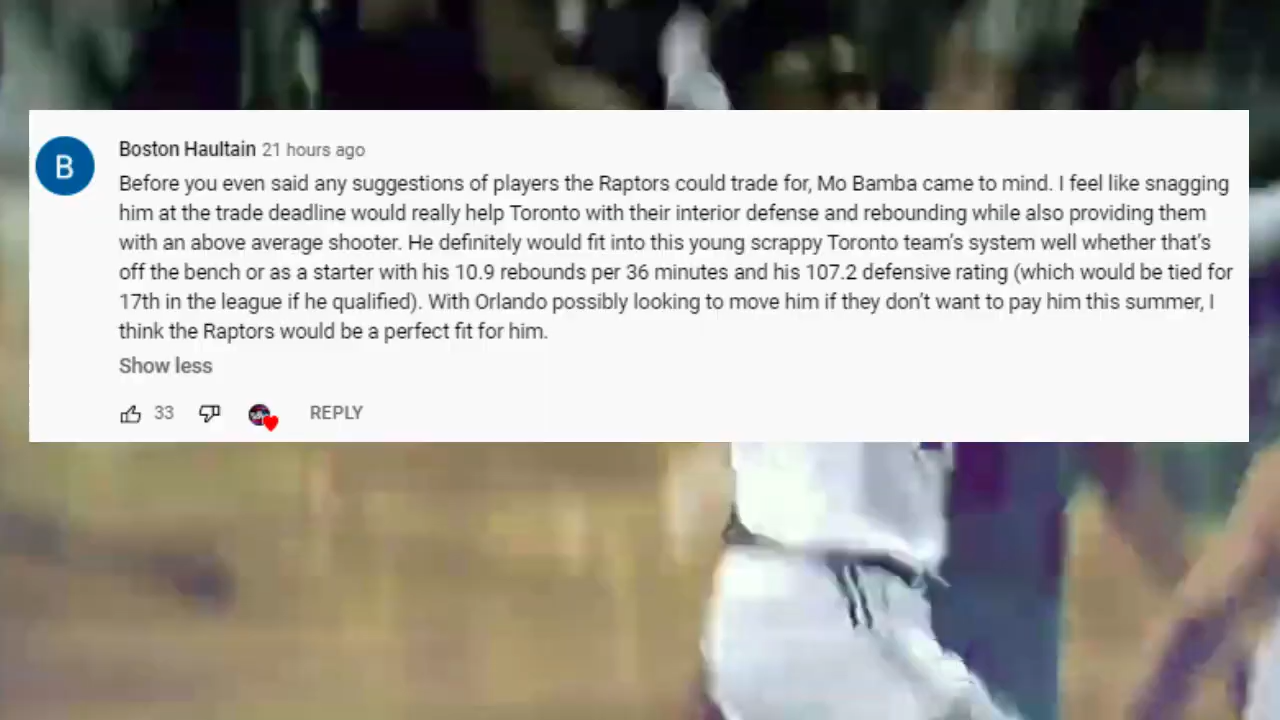 B
Boston Haultain 21 hours ago
Before you even said any suggestions of players the Raptors could trade for, Mo Bamba came to mind. I feel like snagging
him at the trade deadline would really help Toronto with their interior defense and rebounding while also providing them
with an above average shooter. He definitely would fit into this young scrappy Toronto team's system well whether that's
off the bench or as a starter with his 10.9 rebounds per 36 minutes and his 107.2 defensive rating (which would be tied for
17th in the league if he qualified). With Orlando possibly looking to move him if they don't want to pay him this summer, I
think the Raptors would be a perfect fit for him.
Show less
33 REPLY